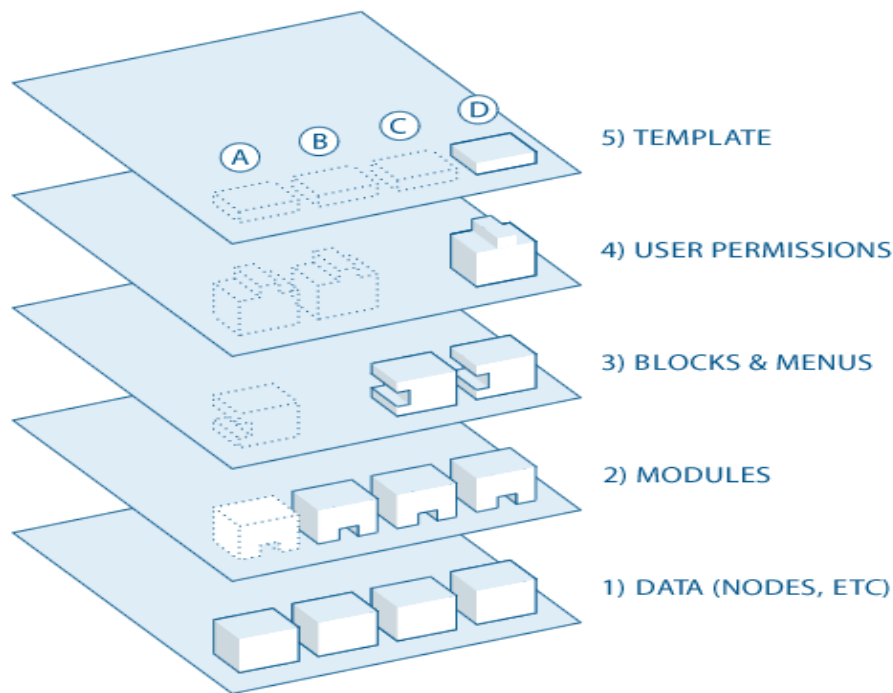 A
B
C
D
5) TEMPLATE
4) USER PERMISSIONS
3) BLOCKS & MENUS
2) MODULES
1) DATA (NODES, ETC)